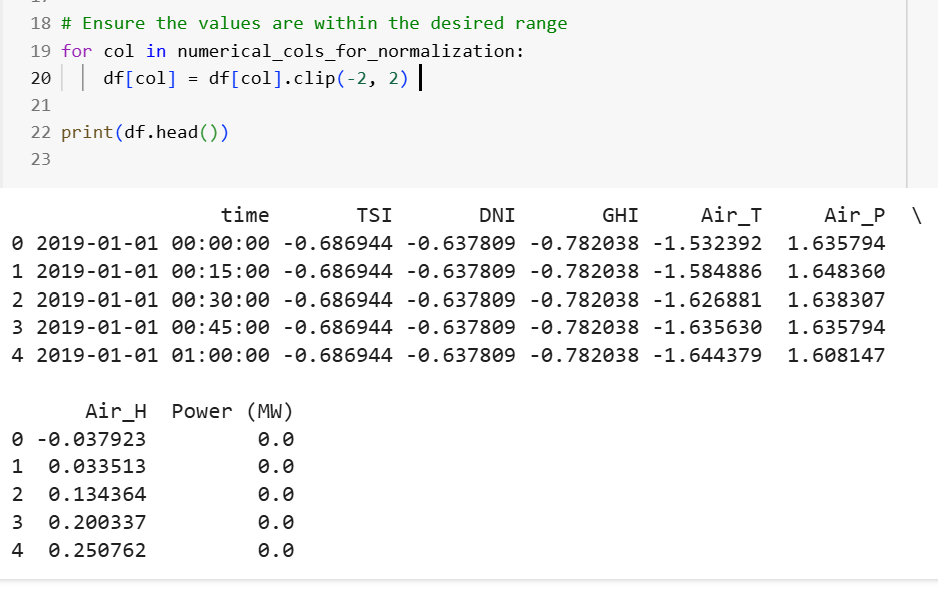 18 # Ensure the values are within the desired range
19 for col in numerical_cols_for_normalization:
20     df[col] = df[col].clip(-2, 2)
21
22 print(df.head())
23
                 time       TSI       DNI       GHI     Air_T     Air_P  \
0 2019-01-01 00:00:00 -0.686944 -0.637809 -0.782038 -1.532392  1.635794
1 2019-01-01 00:15:00 -0.686944 -0.637809 -0.782038 -1.584886  1.648360
2 2019-01-01 00:30:00 -0.686944 -0.637809 -0.782038 -1.626881  1.638307
3 2019-01-01 00:45:00 -0.686944 -0.637809 -0.782038 -1.635630  1.635794
4 2019-01-01 01:00:00 -0.686944 -0.637809 -0.782038 -1.644379  1.608147
      Air_H  Power (MW)
0 -0.037923         0.0
1  0.033513         0.0
2  0.134364         0.0
3  0.200337         0.0
4  0.250762         0.0